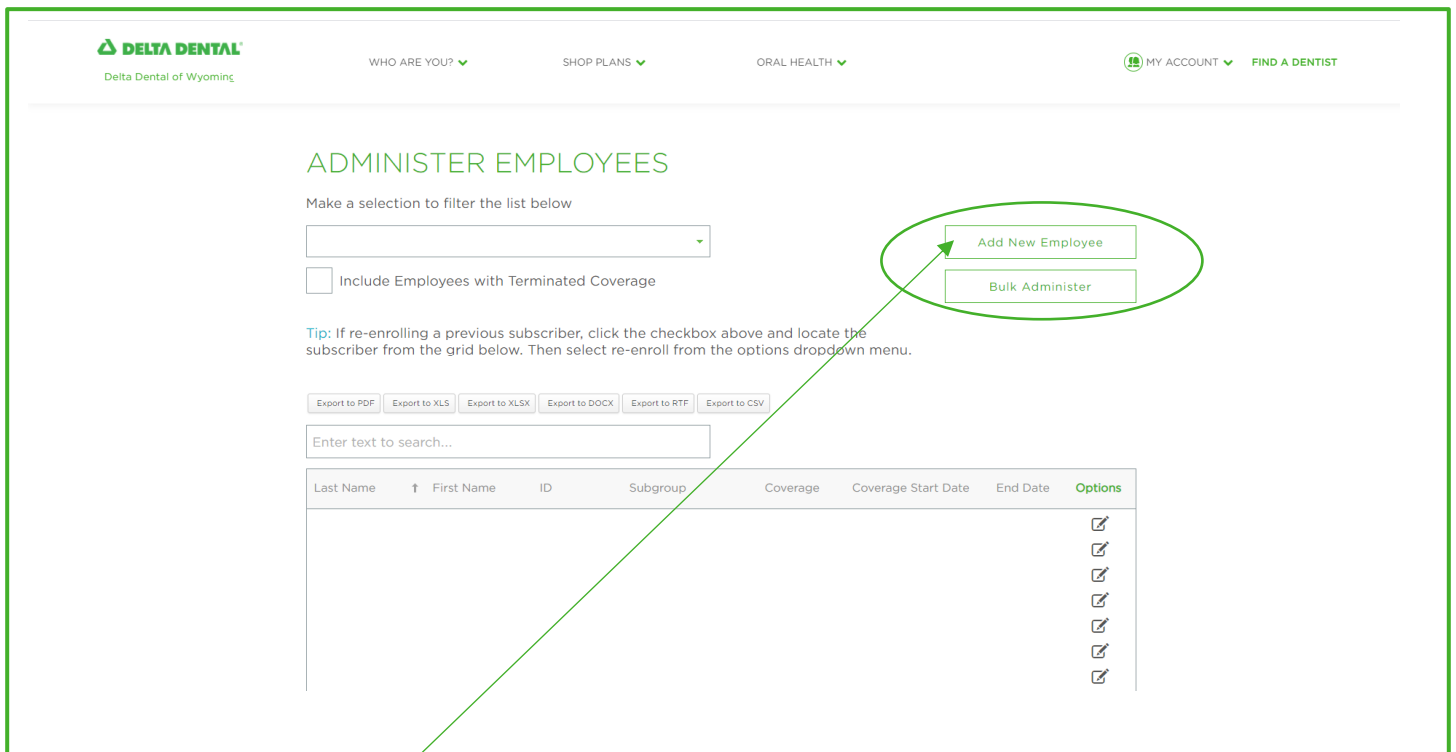 DELTA DENTAL®
Delta Dental of Wyoming
WHO ARE YOU?
SHOP PLANS
ORAL HEALTH
MY ACCOUNT
FIND A DENTIST
ADMINISTER EMPLOYEES
Make a selection to filter the list below
Add New Employee
Include Employees with Terminated Coverage
Bulk Administer
Tip: If re-enrolling a previous subscriber, click the checkbox above and locate the
subscriber from the grid below. Then select re-enroll from the options dropdown menu.
Export to PDF Export to XLS Export to XLSX Export to DOCX Export to RTF Export to CSV
Enter text to search...
Last Name ↑ First Name ID Subgroup Coverage Coverage Start Date End Date Options